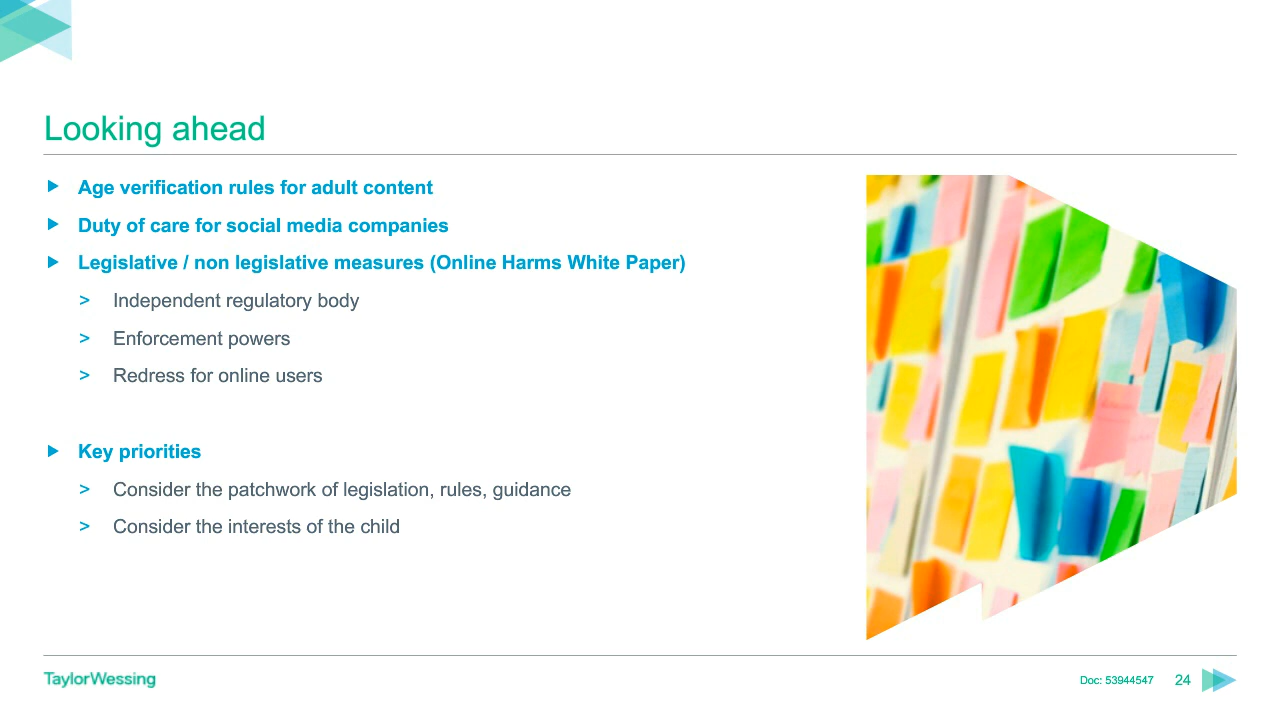 Looking ahead
Age verification rules for adult content
Duty of care for social media companies
Legislative / non legislative measures (Online Harms White Paper)
> Independent regulatory body
> Enforcement powers
> Redress for online users
Key priorities
> Consider the patchwork of legislation, rules, guidance
> Consider the interests of the child
TaylorWessing
Doc: 53944547 24